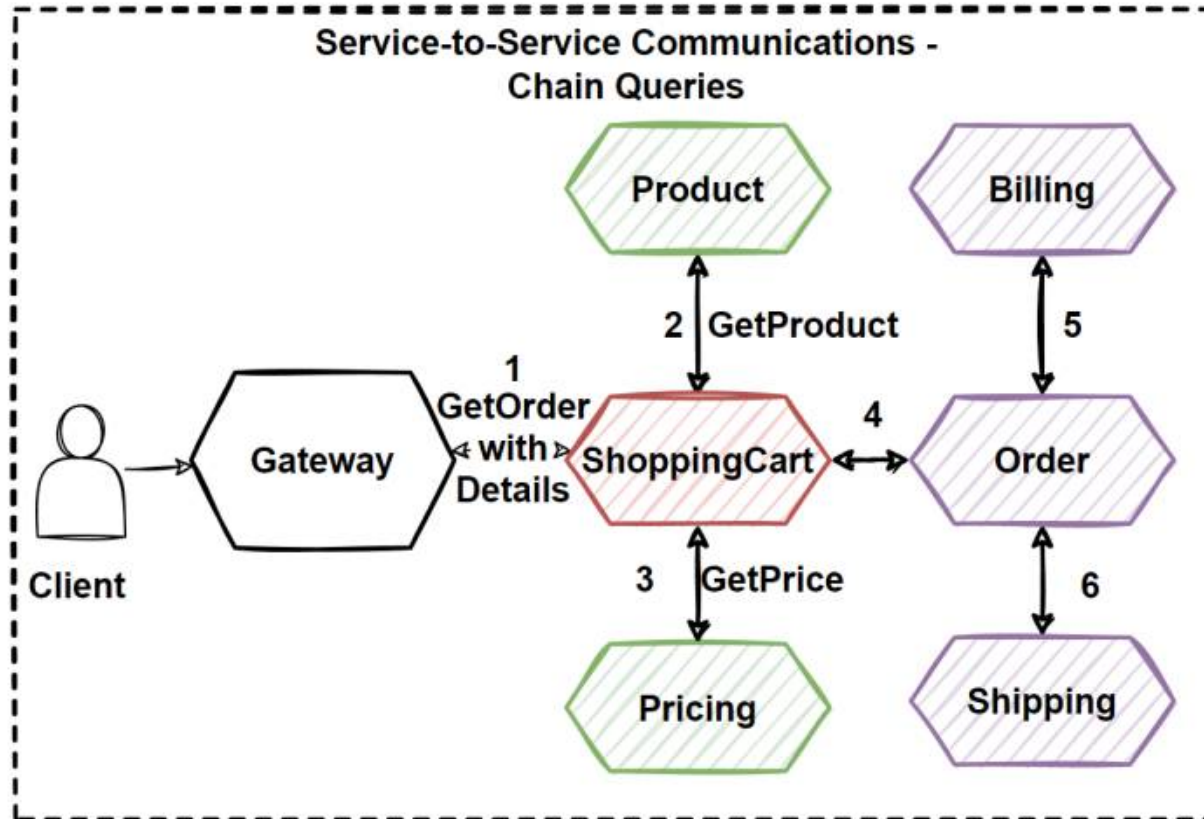 Service-to-Service Communications -
Chain Queries
Product
Billing
2 GetProduct
5
1
GetOrder
with
Details
4
Gateway
ShoppingCart
Order
Client
3 GetPrice
6
Pricing
Shipping